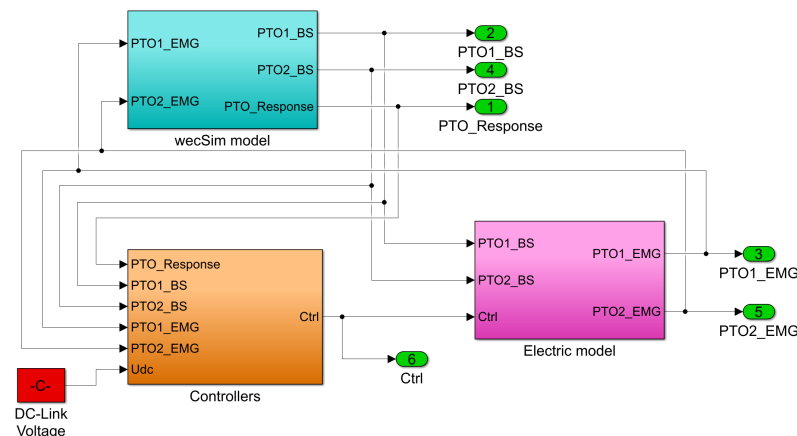 PTO1_EMG
PTO2_EMG
PTO1_BS
PTO2_BS
PTO_Response
wecSim model
2
PTO1_BS
4
PTO2_BS
1
PTO_Response
PTO_Response
PTO1_BS
PTO2_BS
PTO1_EMG
PTO2_EMG
Udc
Ctrl
Controllers
-C-
DC-Link
Voltage
6
Ctrl
PTO1_BS
PTO2_BS
Ctrl
PTO1_EMG
PTO2_EMG
Electric model
3
PTO1_EMG
5
PTO2_EMG